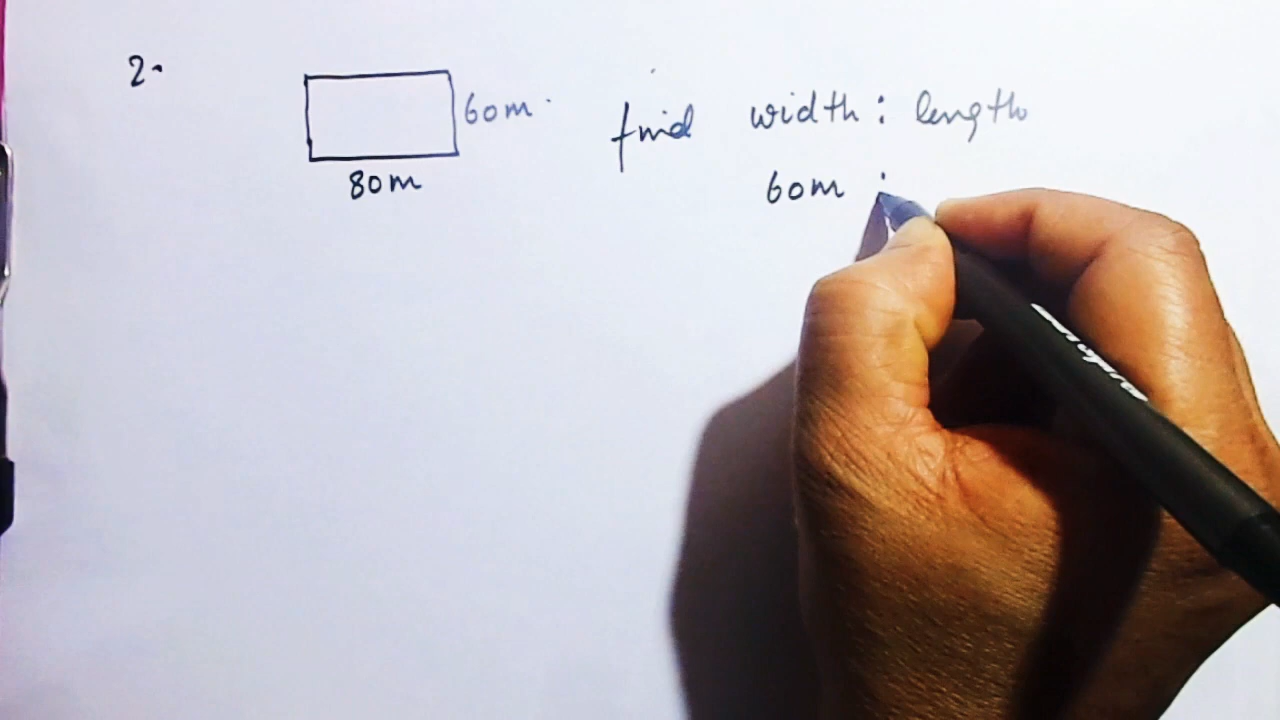 2.
60m
find width : length
80m
60m :